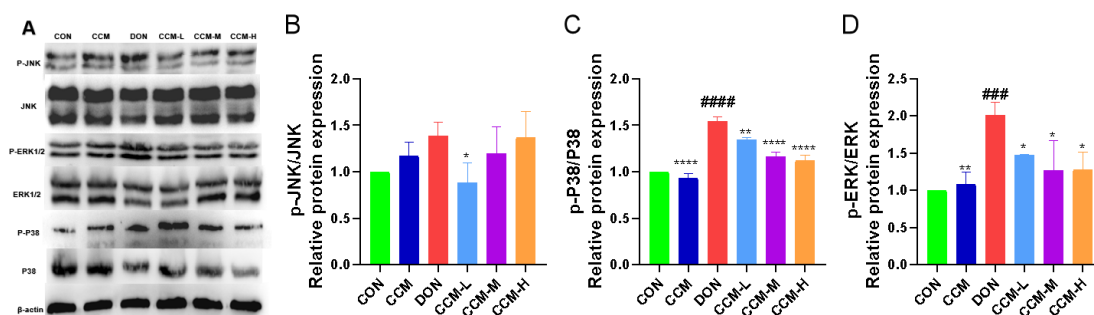 A
CON CCM DON CCM-L CCM-M CCM-H
P-JNK
JNK
P-ERK1/2
ERK1/2
P-P38
P38
β-actin
B
p-JNK/JNK
Relative protein expression
2.0
1.5
1.0
0.5
0.0
*
CON CCM DON CCM-L CCM-M CCM-H
C
p-P38/P38
Relative protein expression
2.0
1.5
1.0
0.5
0.0
**** #### ** **** ****
CON CCM DON CCM-L CCM-M CCM-H
D
p-ERK/ERK
Relative protein expression
2.5
2.0
1.5
1.0
0.5
0.0
** ### * * *
CON CCM DON CCM-L CCM-M CCM-H